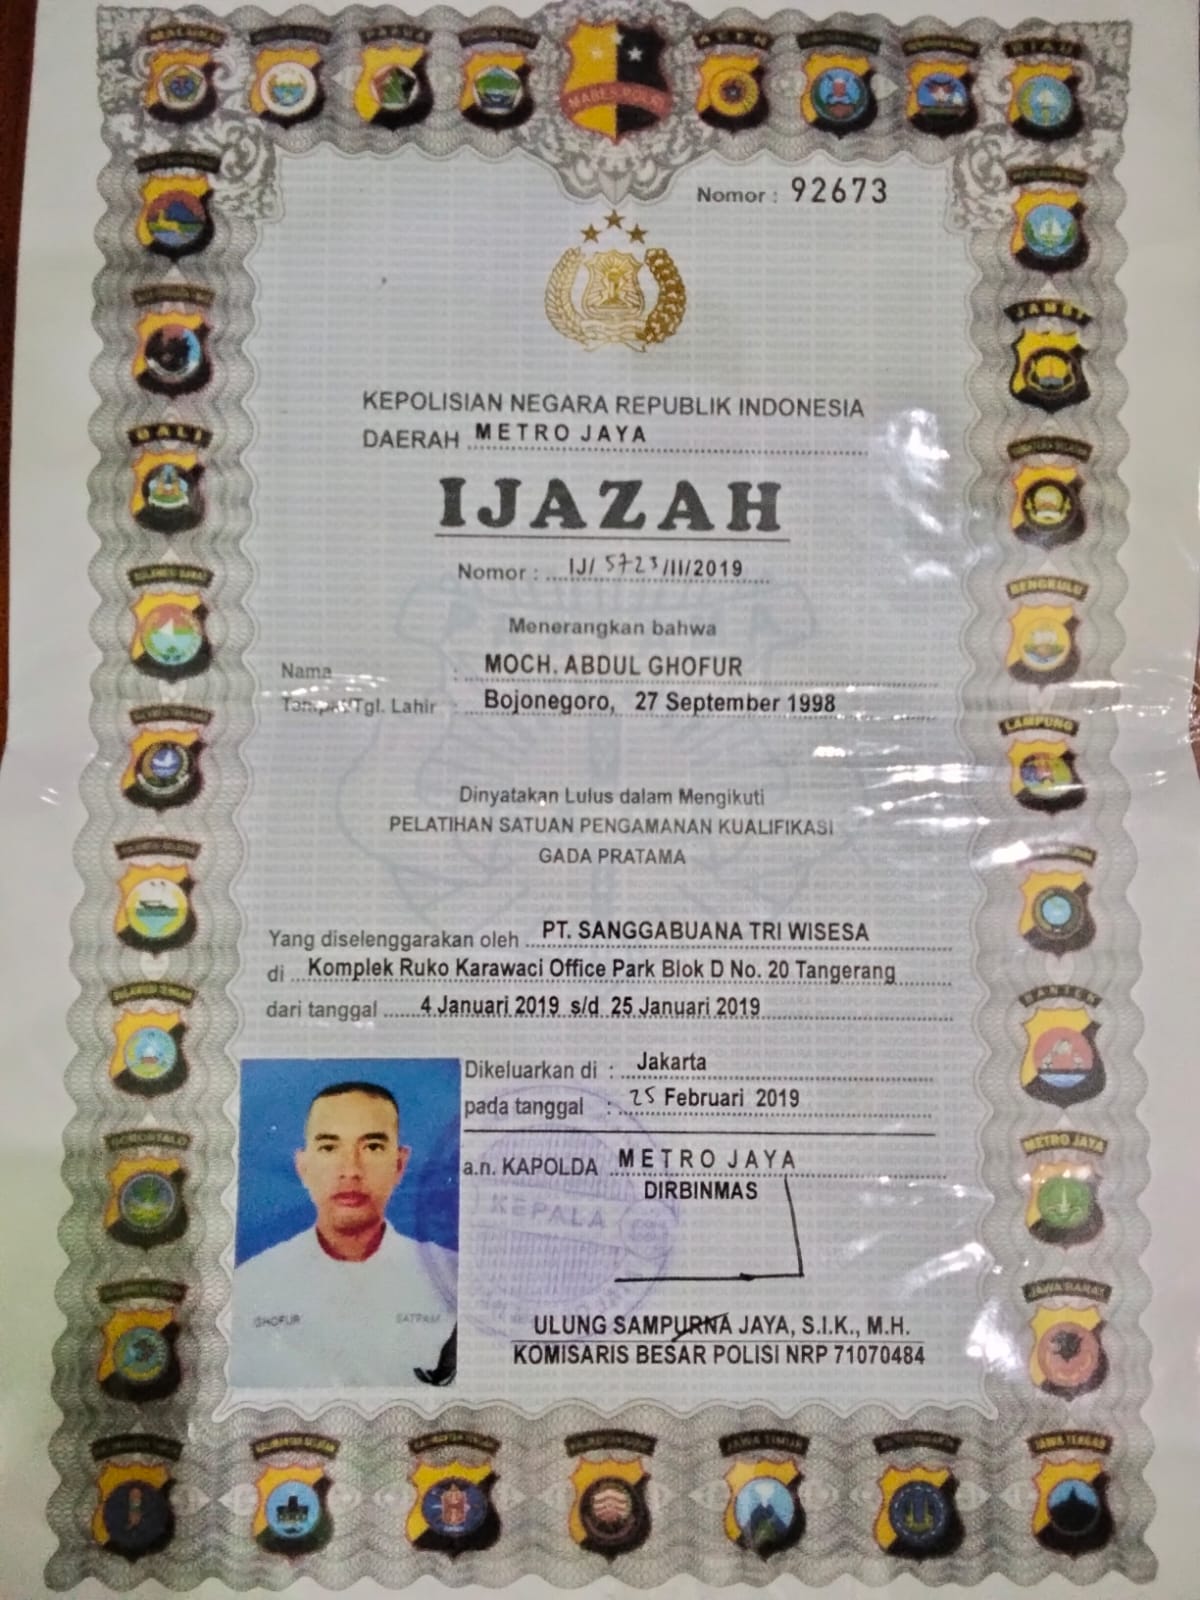 MALUKU
PAPUA
MABES POLRI
ACEH
RIAU
Nomor : 92673
KEPOLISIAN NEGARA REPUBLIK INDONESIA
DAERAH METRO JAYA
IJAZAH
Nomor : IJ/ 5723/II/2019
Menerangkan bahwa
Nama : MOCH. ABDUL GHOFUR
Tempat/Tgl. Lahir : Bojonegoro, 27 September 1998
Dinyatakan Lulus dalam Mengikuti
PELATIHAN SATUAN PENGAMANAN KUALIFIKASI
GADA PRATAMA
Yang diselenggarakan oleh PT. SANGGABUANA TRI WISESA
di Komplek Ruko Karawaci Office Park Blok D No. 20 Tangerang
dari tanggal 4 Januari 2019 s/d 25 Januari 2019
Dikeluarkan di : Jakarta
pada tanggal : 25 Februari 2019
a.n. KAPOLDA METRO JAYA
DIRBINMAS
KEPALA
GHOFUR SATPAM
ULUNG SAMPURNA JAYA, S.I.K., M.H.
KOMISARIS BESAR POLISI NRP 71070484
BALI
GORONTALO
JAMBI
BENGKULU
LAMPUNG
BANTEN
METRO JAYA
JAWA BARAT
KALIMANTAN SELATAN
JAWA TIMUR
JAWA TENGAH